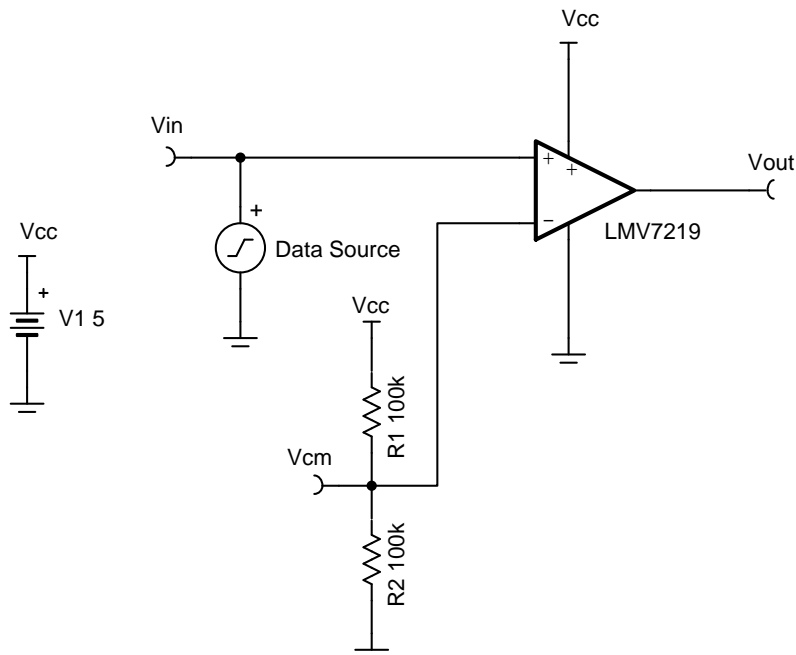 Vcc
Vin
+
+
Vout
+
−
LMV7219
Data Source
Vcc
+
V1 5
Vcc
R1 100k
Vcm
R2 100k